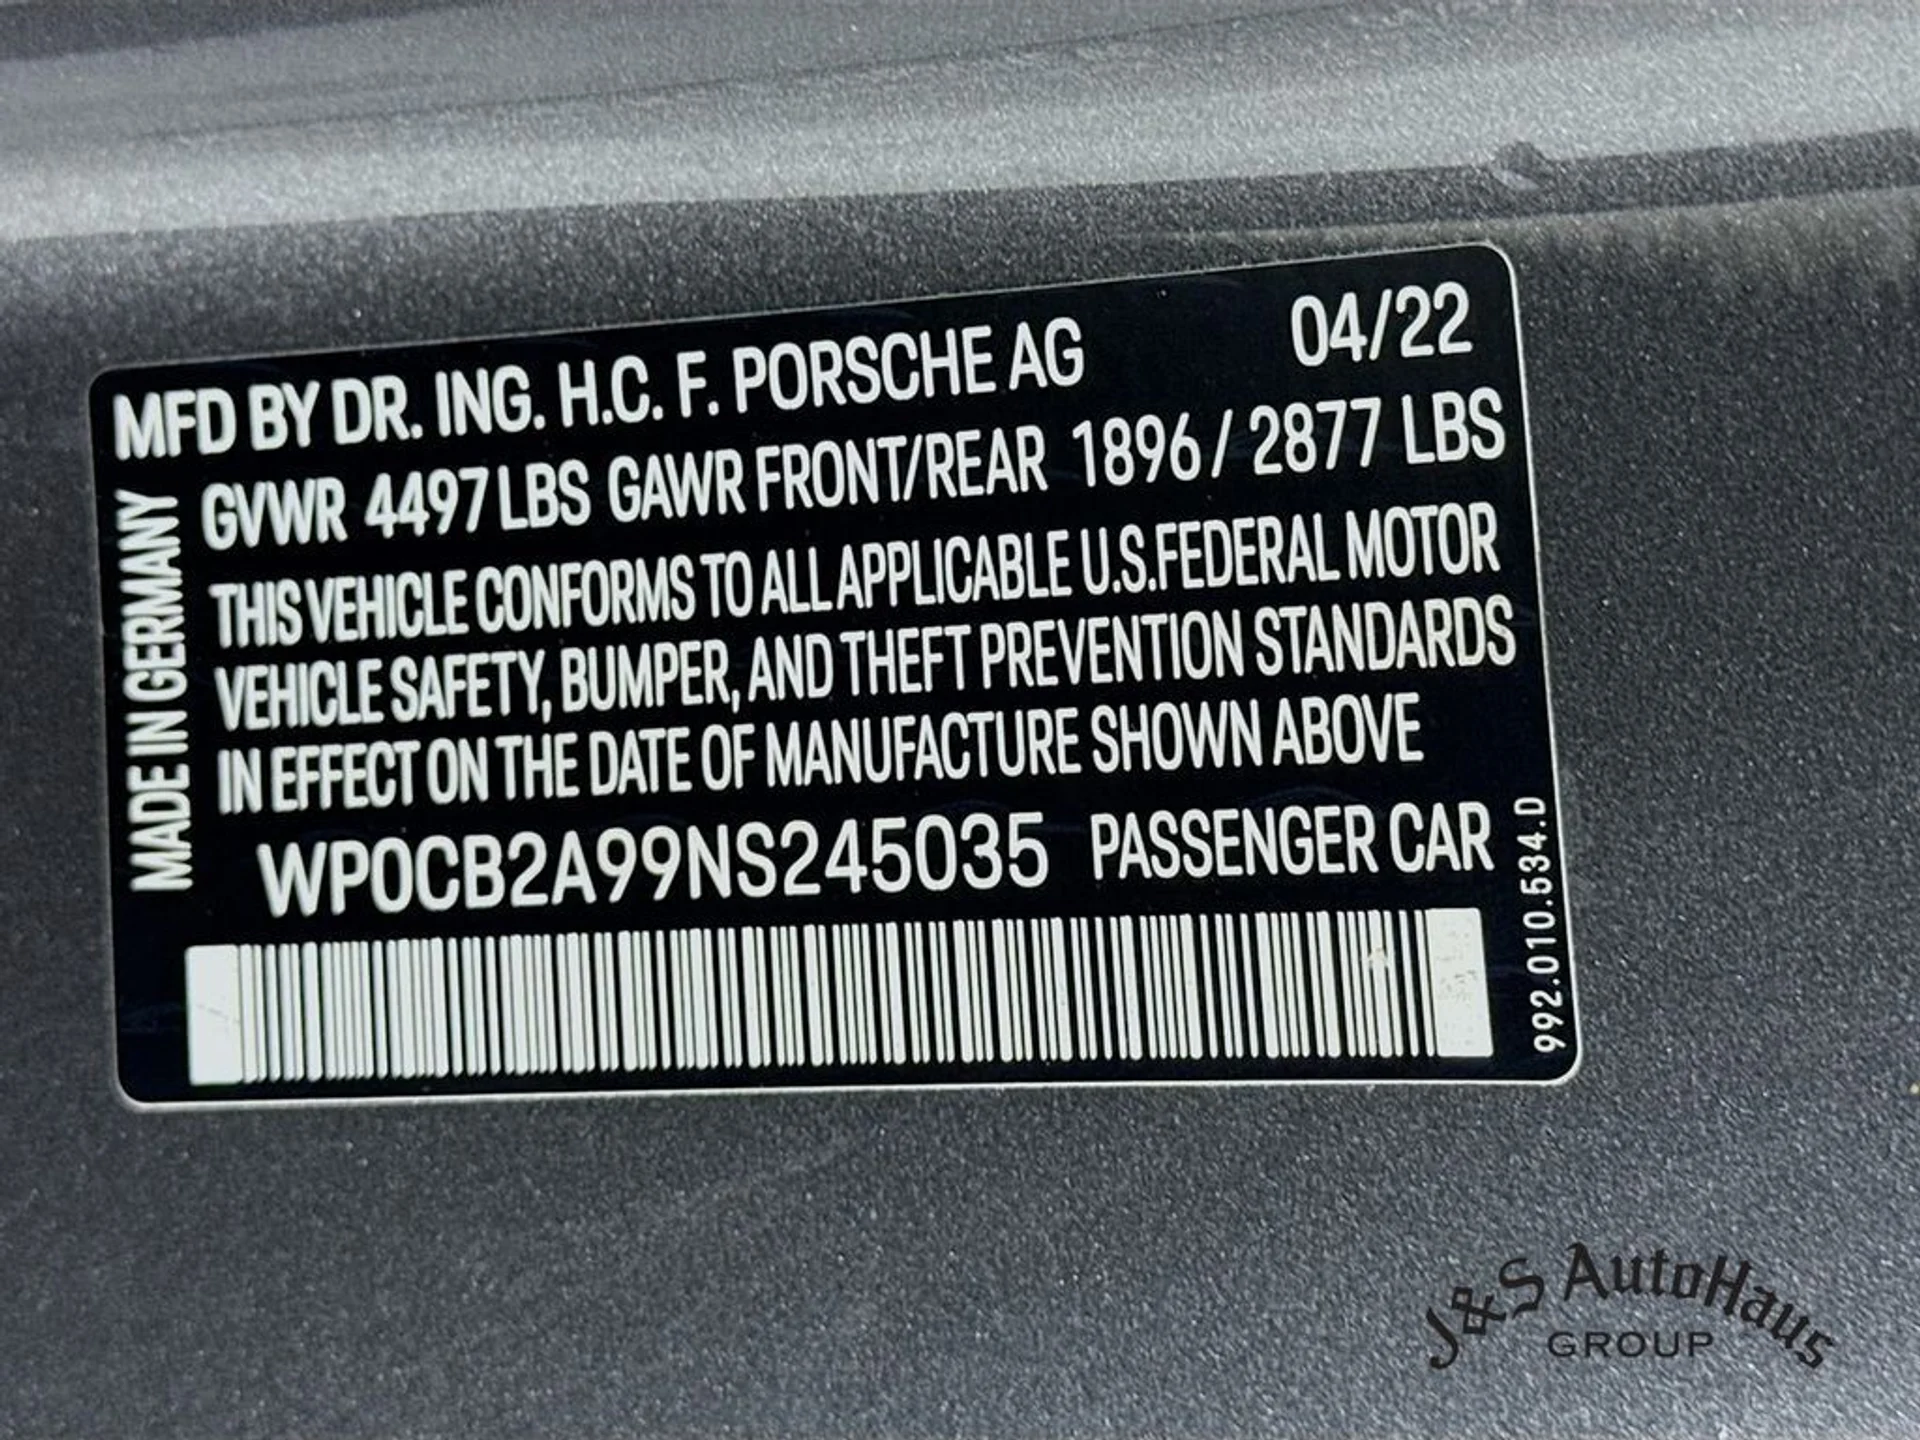 MFD BY DR. ING. H.C. F. PORSCHE AG 04/22
GVWR 4497 LBS GAWR FRONT/REAR 1896 / 2877 LBS
THIS VEHICLE CONFORMS TO ALL APPLICABLE U.S.FEDERAL MOTOR
VEHICLE SAFETY, BUMPER, AND THEFT PREVENTION STANDARDS
IN EFFECT ON THE DATE OF MANUFACTURE SHOWN ABOVE
WP0CB2A99NS245035 PASSENGER CAR
MADE IN GERMANY
992.010.534.D
J&S AutoHaus
GROUP